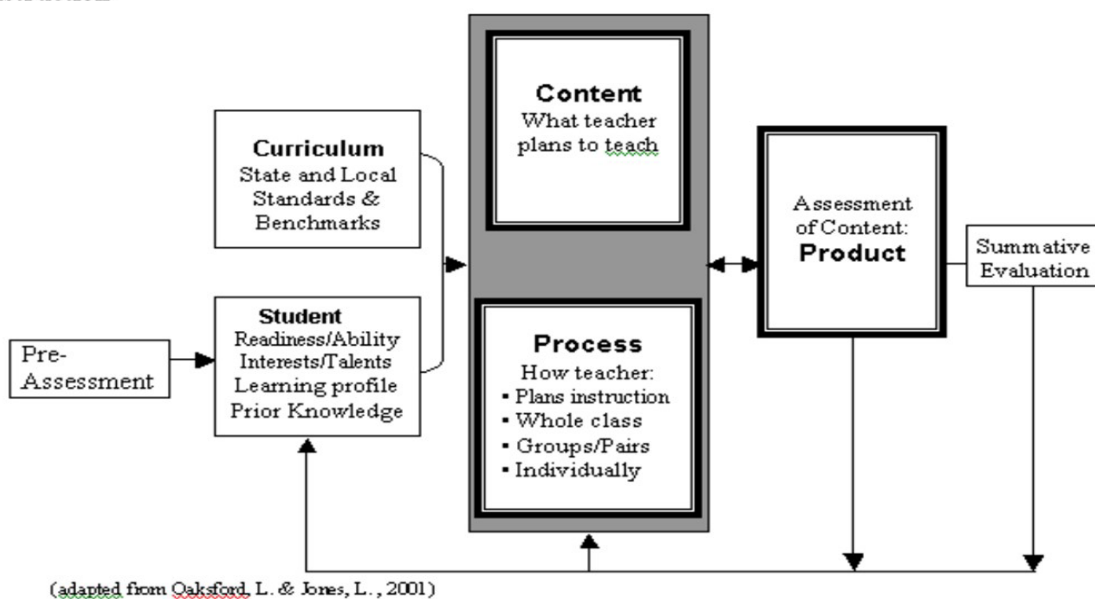 Content
What teacher
plans to teach
Curriculum
State and Local
Standards &
Benchmarks
Assessment
of Content:
Product
Summative
Evaluation
Student
Readiness/Ability
Interests/Talents
Learning profile
Prior Knowledge
Pre-
Assessment
Process
How teacher:
▪ Plans instruction
▪ Whole class
▪ Groups/Pairs
▪ Individually
(adapted from Oaksford, L. & Jones, L., 2001)